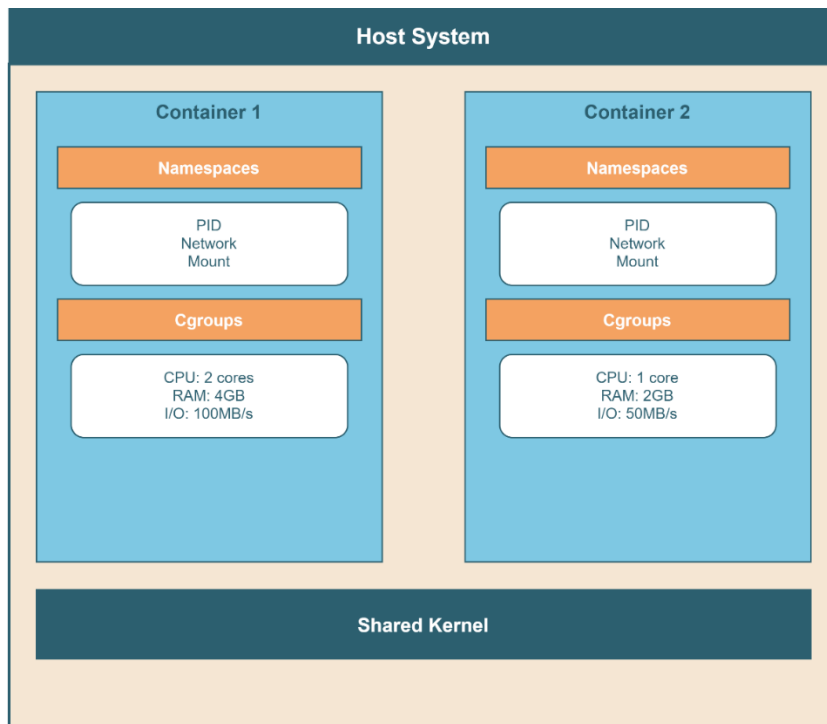 Host System
Container 1
Namespaces
PID
Network
Mount
Cgroups
CPU: 2 cores
RAM: 4GB
I/O: 100MB/s
Container 2
Namespaces
PID
Network
Mount
Cgroups
CPU: 1 core
RAM: 2GB
I/O: 50MB/s
Shared Kernel